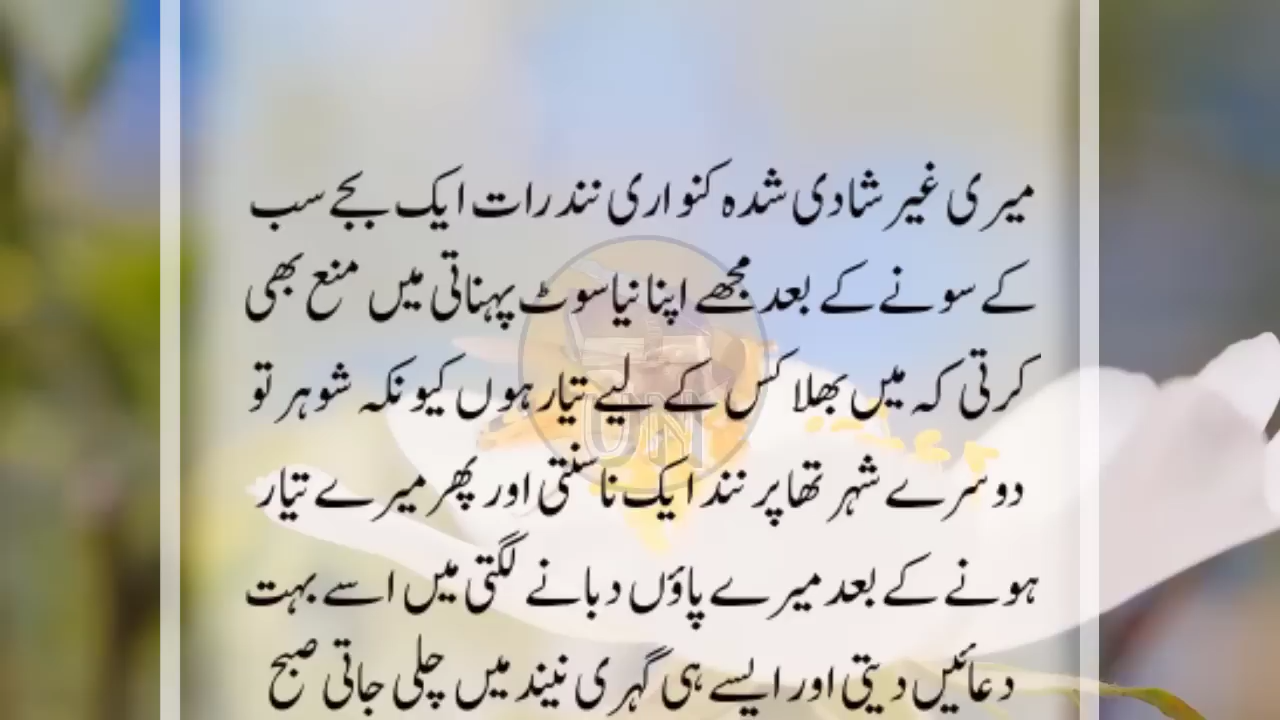 میری غیر شادی شدہ کنواری نند رات ایک بجے سب
کے سونے کے بعد مجھے اپنا نیا سوٹ پہناتی میں منع بھی
کرتی کہ میں بھلا کس کے لیے تیار ہوں کیونکہ شوہر تو
دوسرے شہر تھا پر نند ایک نا سنتی اور پھر میرے تیار
ہونے کے بعد میرے پاؤں دبانے لگتی میں اسے بہت
دعائیں دیتی اور ایسے ہی گہری نیند میں چلی جاتی صبح